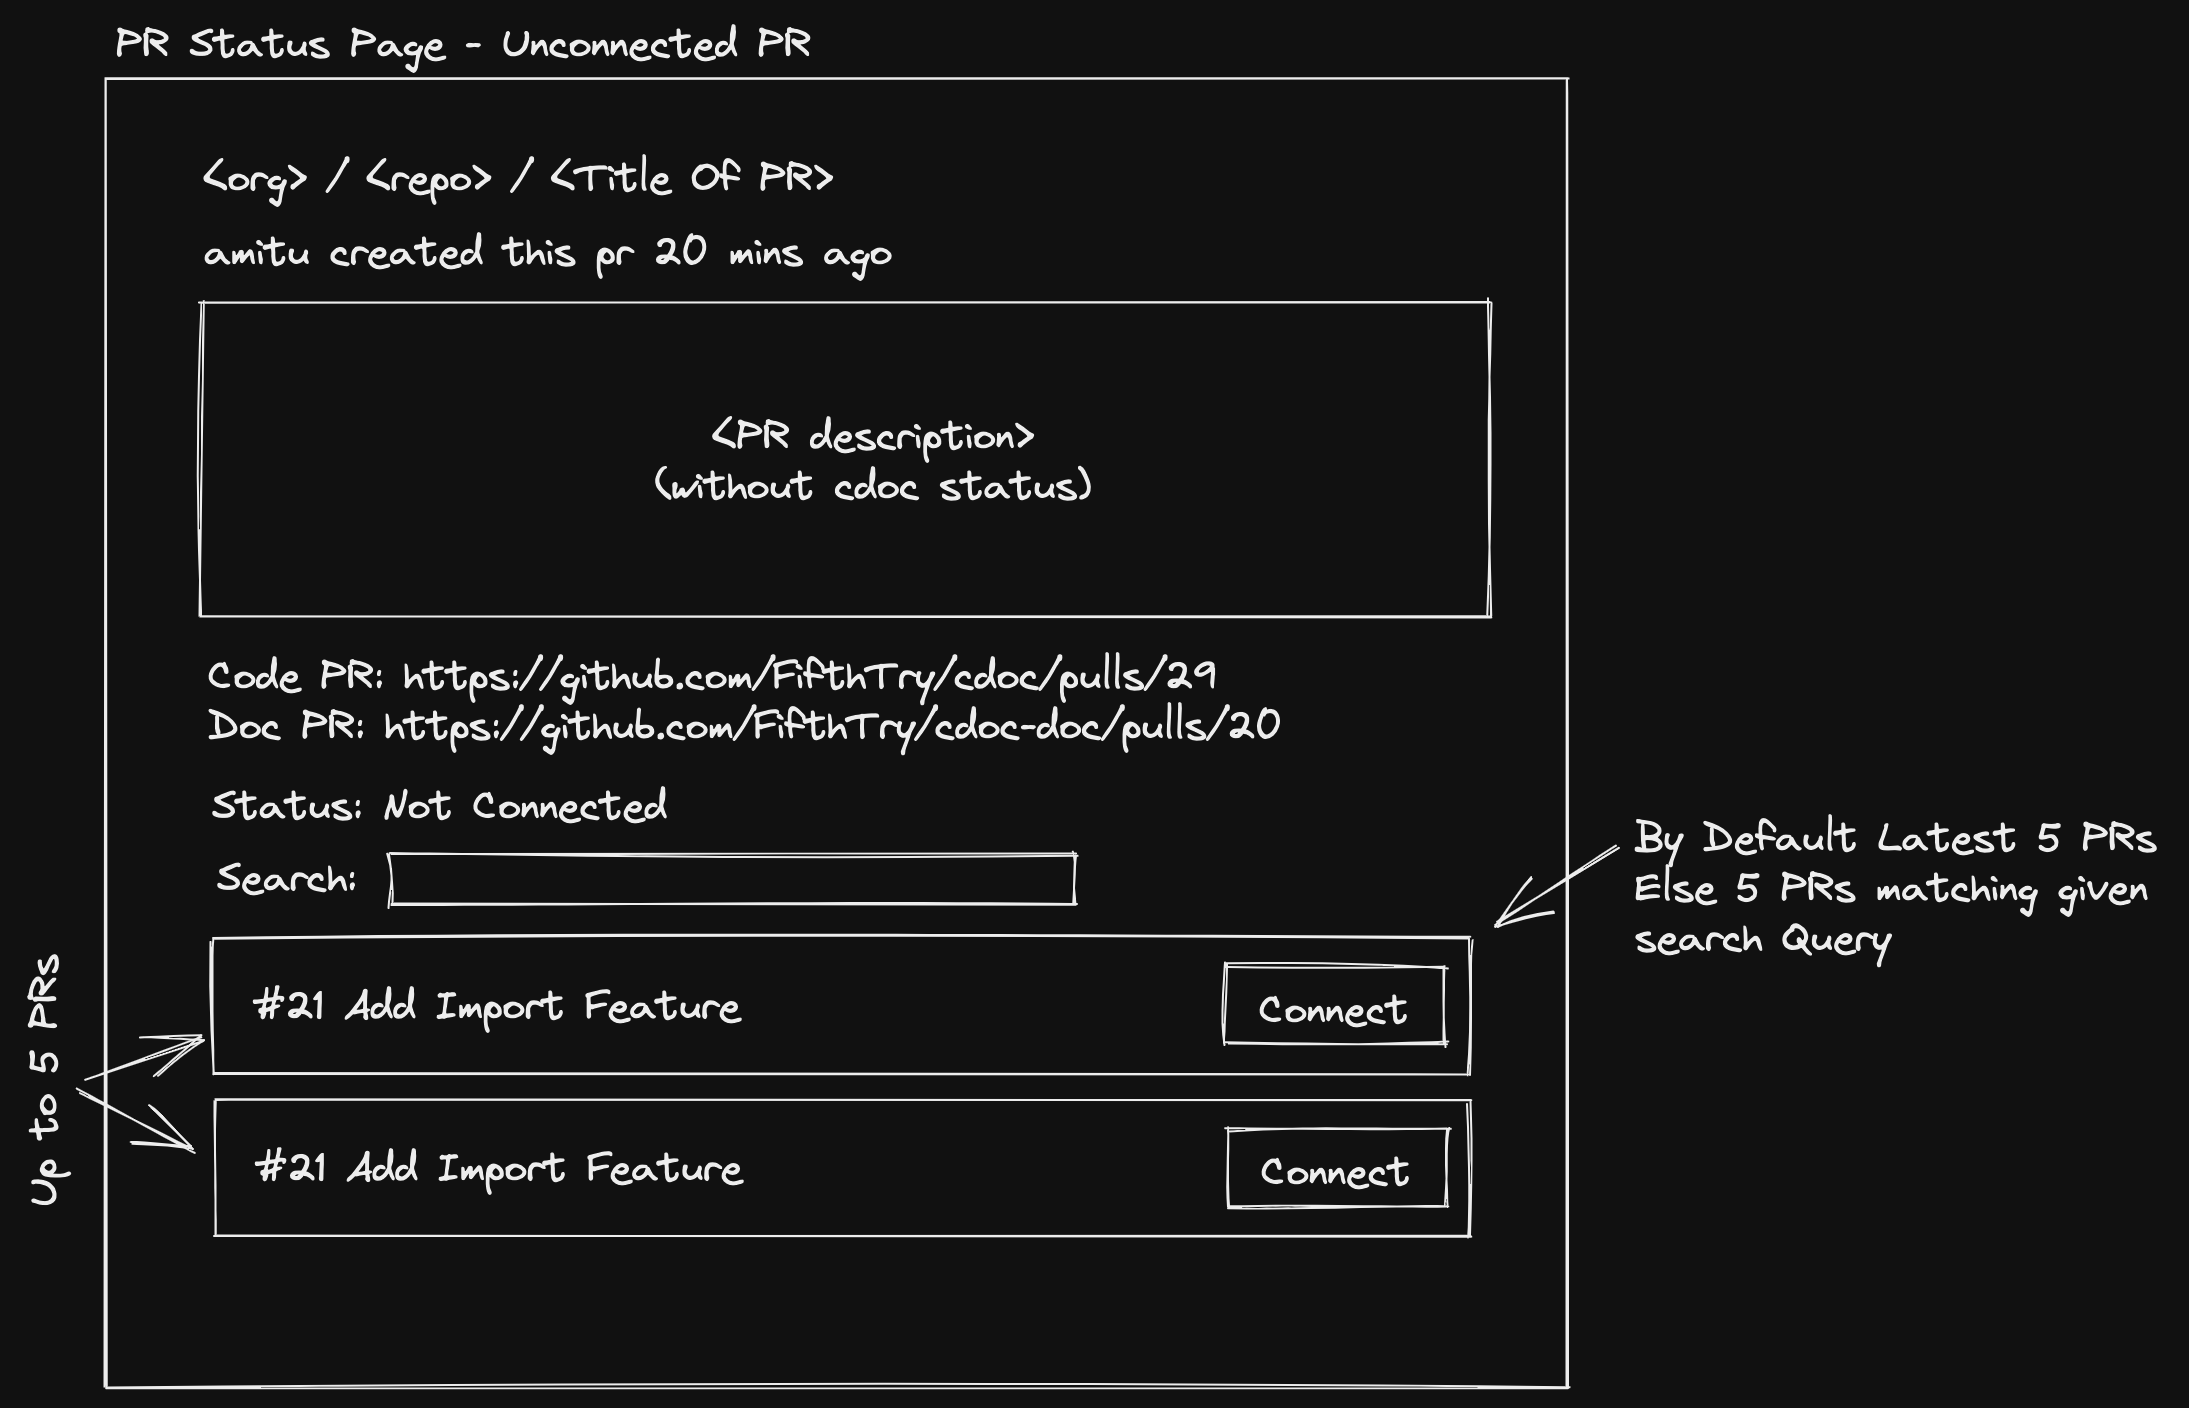 PR Status Page - Unconnected PR
<org> / <repo> / <Title Of PR>
amitu created this pr 20 mins ago
<PR description>
(without cdoc status)
Code PR: https://github.com/FifthTry/cdoc/pulls/29
Doc PR: https://github.com/FifthTry/cdoc-doc/pulls/20
Status: Not Connected
Search:
By Default Latest 5 PRs
Else 5 PRs matching given
search Query
Up to 5 PRs
#21 Add Import Feature
Connect
#21 Add Import Feature
Connect